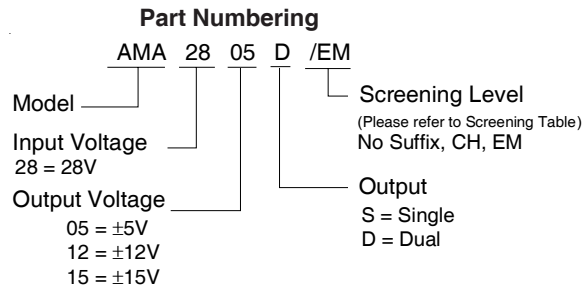 Part Numbering
AMA 28 05 D /EM
Model
Input Voltage
28 = 28V
Output Voltage
05 = ±5V
12 = ±12V
15 = ±15V
Screening Level
(Please refer to Screening Table)
No Suffix, CH, EM
Output
S = Single
D = Dual